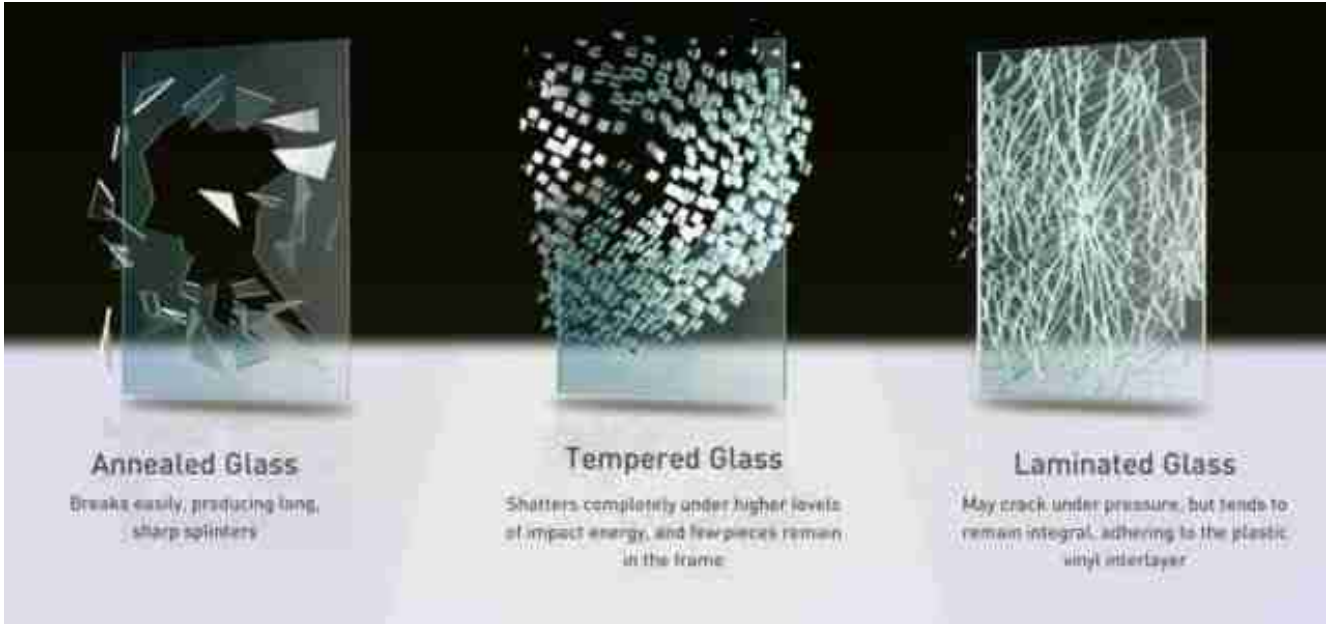 Annealed Glass
Breaks easily, producing long,
sharp splinters
Tempered Glass
Shatters completely under higher levels
of impact energy, and few pieces remain
in the frame
Laminated Glass
May crack under pressure, but tends to
remain integral, adhering to the plastic
vinyl interlayer